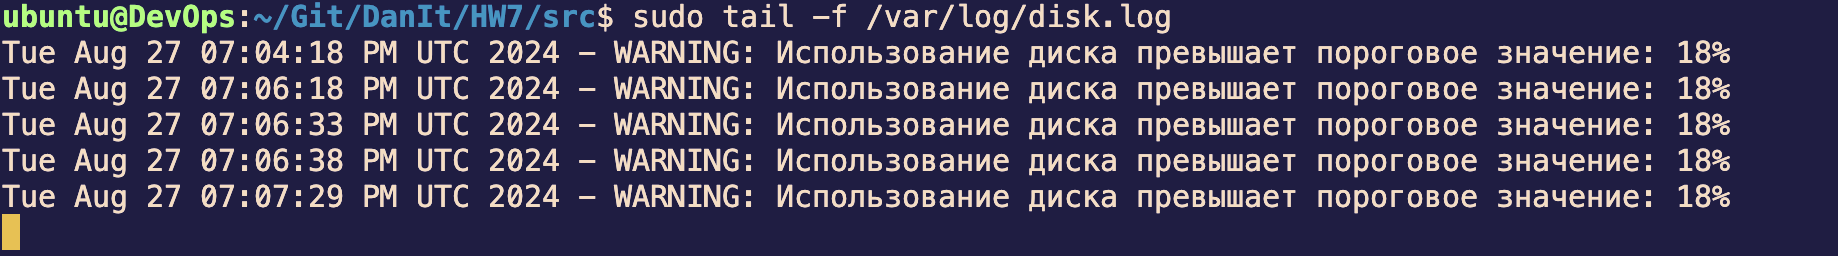 ubuntu@DevOps:~/Git/DanIt/HW7/src$ sudo tail -f /var/log/disk.log
Tue Aug 27 07:04:18 PM UTC 2024 - WARNING: Использование диска превышает пороговое значение: 18%
Tue Aug 27 07:06:18 PM UTC 2024 - WARNING: Использование диска превышает пороговое значение: 18%
Tue Aug 27 07:06:33 PM UTC 2024 - WARNING: Использование диска превышает пороговое значение: 18%
Tue Aug 27 07:06:38 PM UTC 2024 - WARNING: Использование диска превышает пороговое значение: 18%
Tue Aug 27 07:07:29 PM UTC 2024 - WARNING: Использование диска превышает пороговое значение: 18%